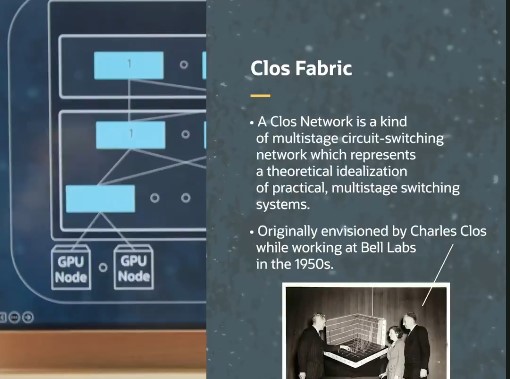 1
1
GPU
Node
GPU
Node
Clos Fabric
• A Clos Network is a kind
of multistage circuit-switching
network which represents
a theoretical idealization
of practical, multistage switching
systems.
• Originally envisioned by Charles Clos
while working at Bell Labs
in the 1950s.